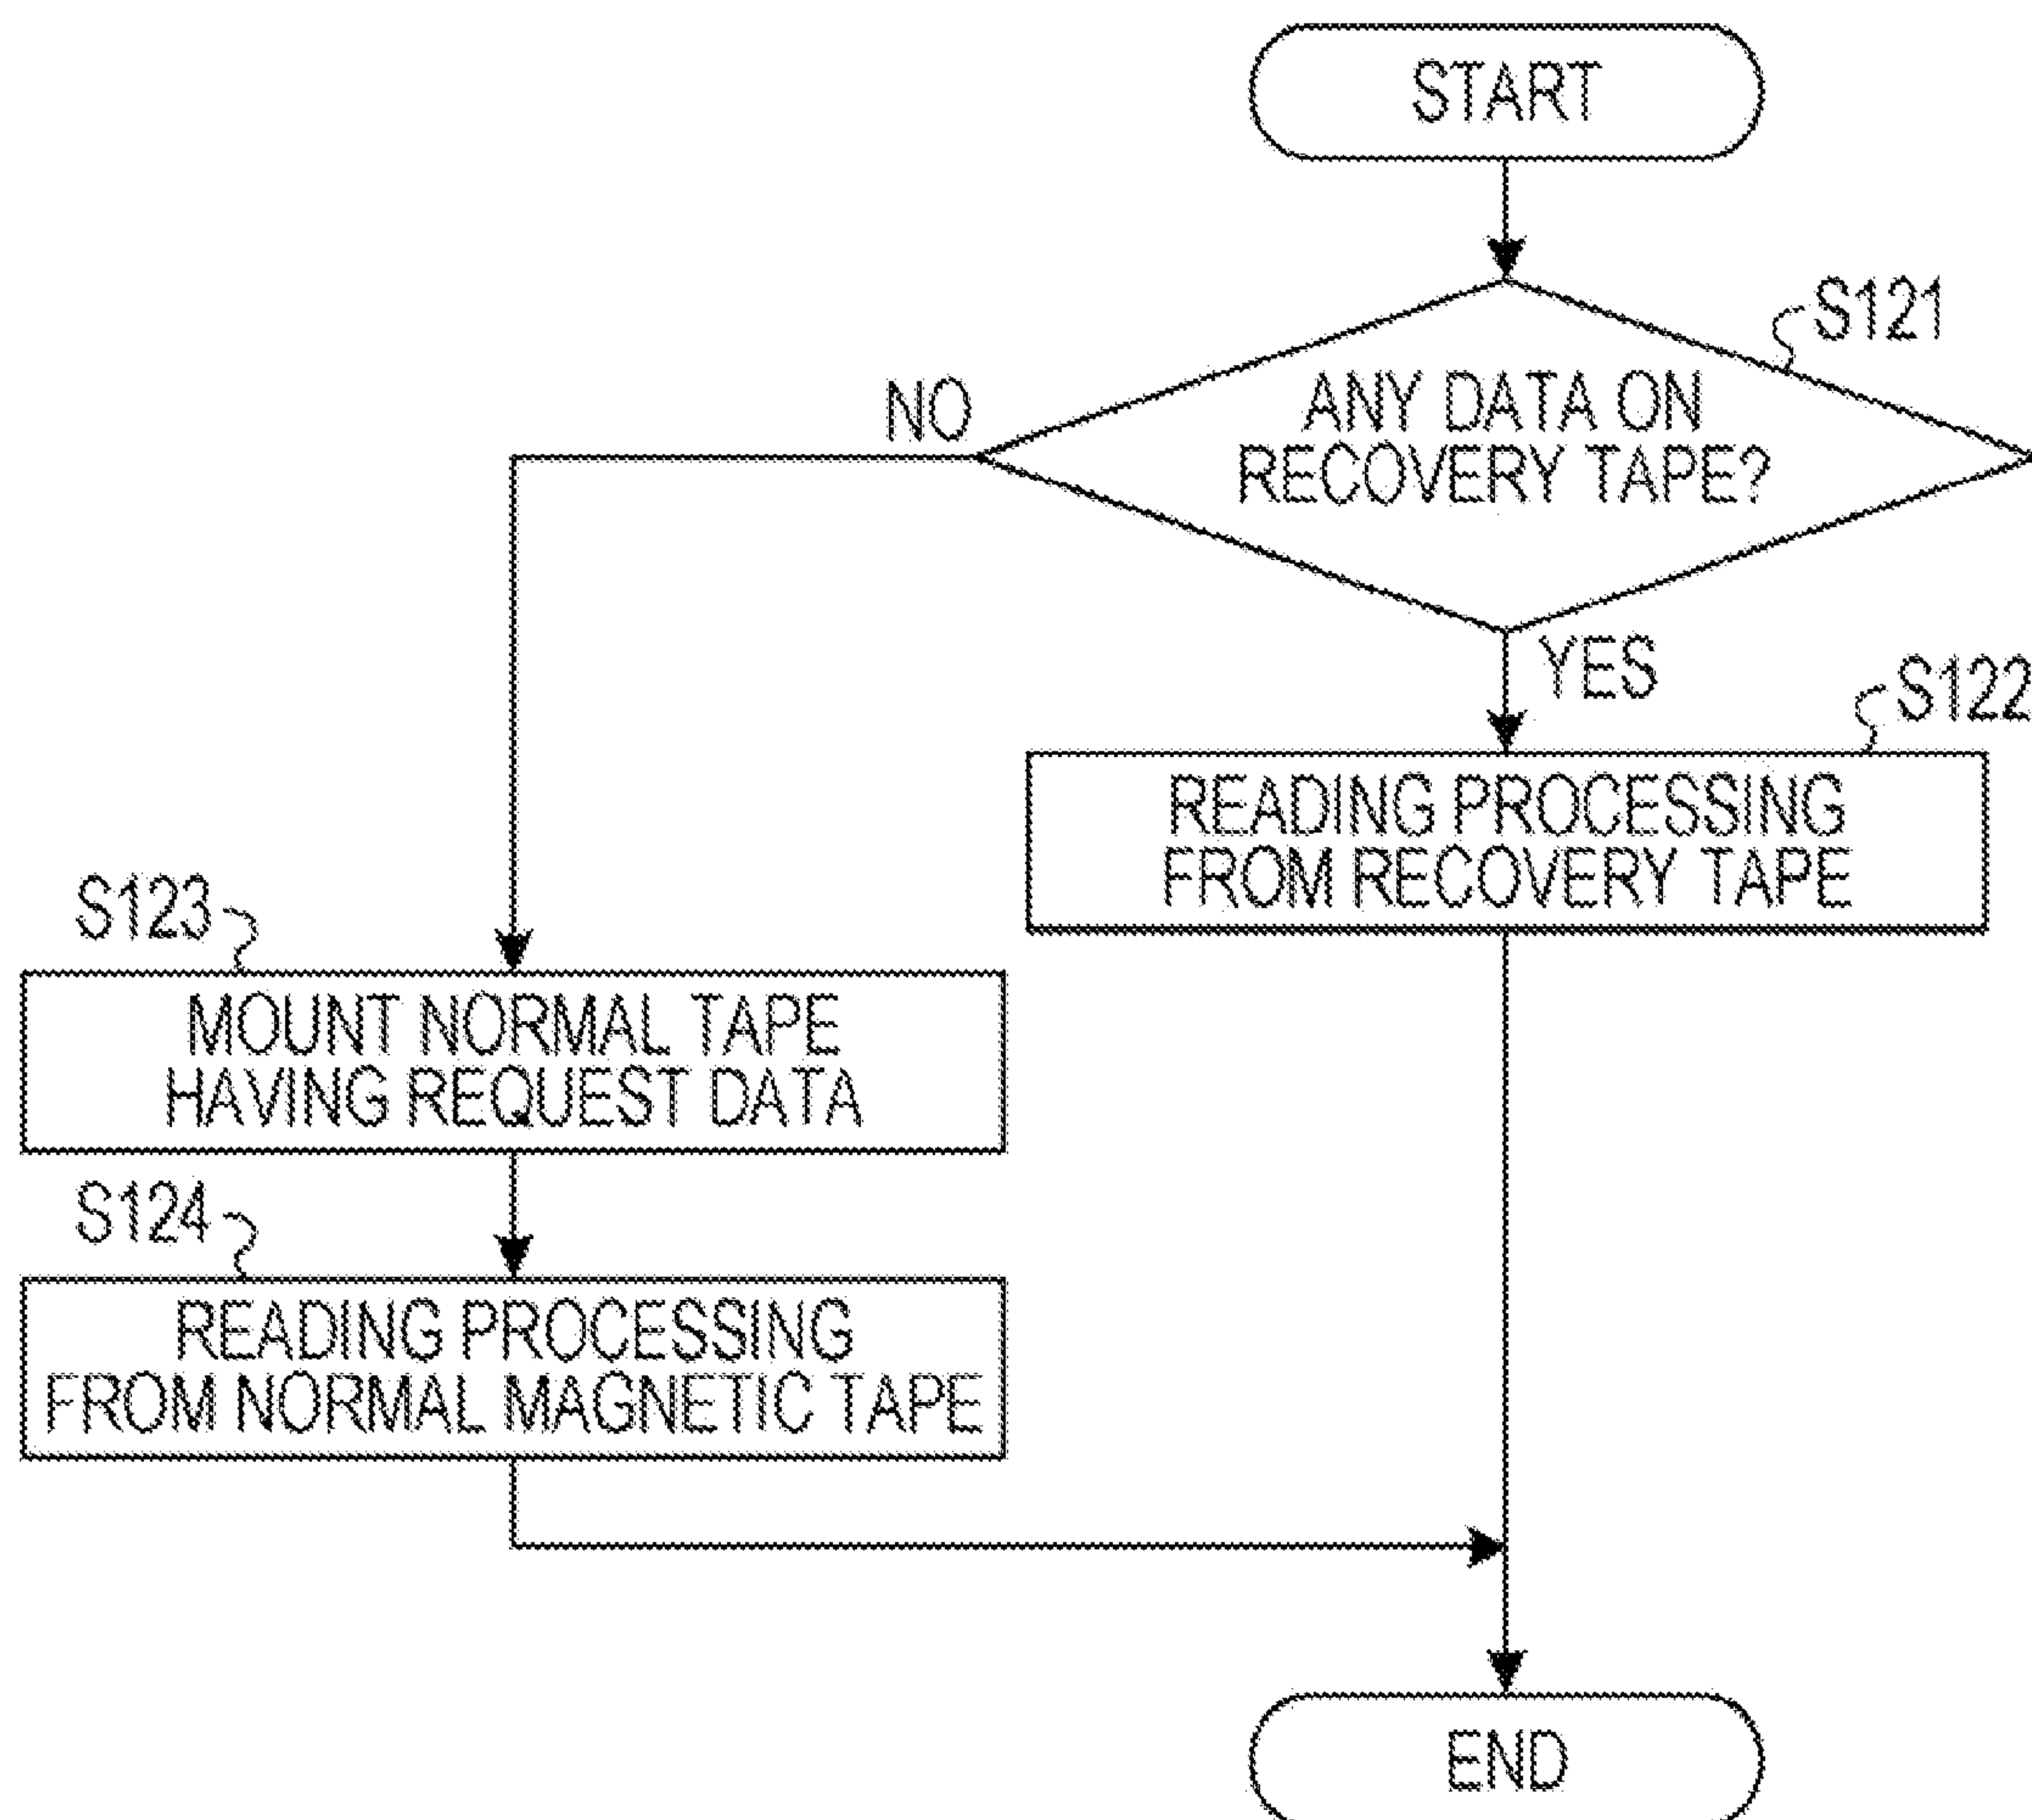 START
S121
NO
ANY DATA ON
RECOVERY TAPE?
YES
S122
READING PROCESSING
FROM RECOVERY TAPE
S123
MOUNT NORMAL TAPE
HAVING REQUEST DATA
S124
READING PROCESSING
FROM NORMAL MAGNETIC TAPE
END